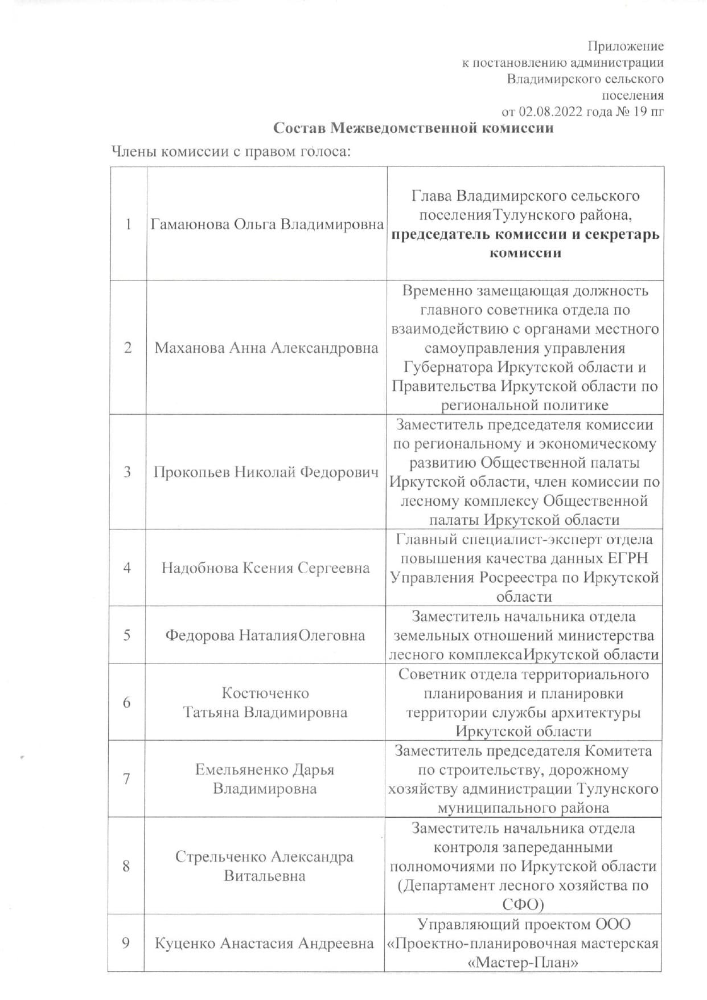 Приложение
к постановлению администрации
Владимирского сельского
поселения
от 02.08.2022 года № 19 пг
Состав Межведомственной комиссии
Члены комиссии с правом голоса:
1
Гамаюнова Ольга Владимировна
Глава Владимирского сельского
поселенияТулунского района,
председатель комиссии и секретарь
комиссии
2
Маханова Анна Александровна
Временно замещающая должность
главного советника отдела по
взаимодействию с органами местного
самоуправления управления
Губернатора Иркутской области и
Правительства Иркутской области по
региональной политике
3
Прокопьев Николай Федорович
Заместитель председателя комиссии
по региональному и экономическому
развитию Общественной палаты
Иркутской области, член комиссии по
лесному комплексу Общественной
палаты Иркутской области
4
Надобнова Ксения Сергеевна
Главный специалист-эксперт отдела
повышения качества данных ЕГРН
Управления Росреестра по Иркутской
области
5
Федорова НаталияОлеговна
Заместитель начальника отдела
земельных отношений министерства
лесного комплексаИркутской области
6
Костюченко
Татьяна Владимировна
Советник отдела территориального
планирования и планировки
территории службы архитектуры
Иркутской области
7
Емельяненко Дарья
Владимировна
Заместитель председателя Комитета
по строительству, дорожному
хозяйству администрации Тулунского
муниципального района
8
Стрельченко Александра
Витальевна
Заместитель начальника отдела
контроля запереданными
полномочиями по Иркутской области
(Департамент лесного хозяйства по
СФО)
9
Куценко Анастасия Андреевна
Управляющий проектом ООО
«Проектно-планировочная мастерская
«Мастер-План»